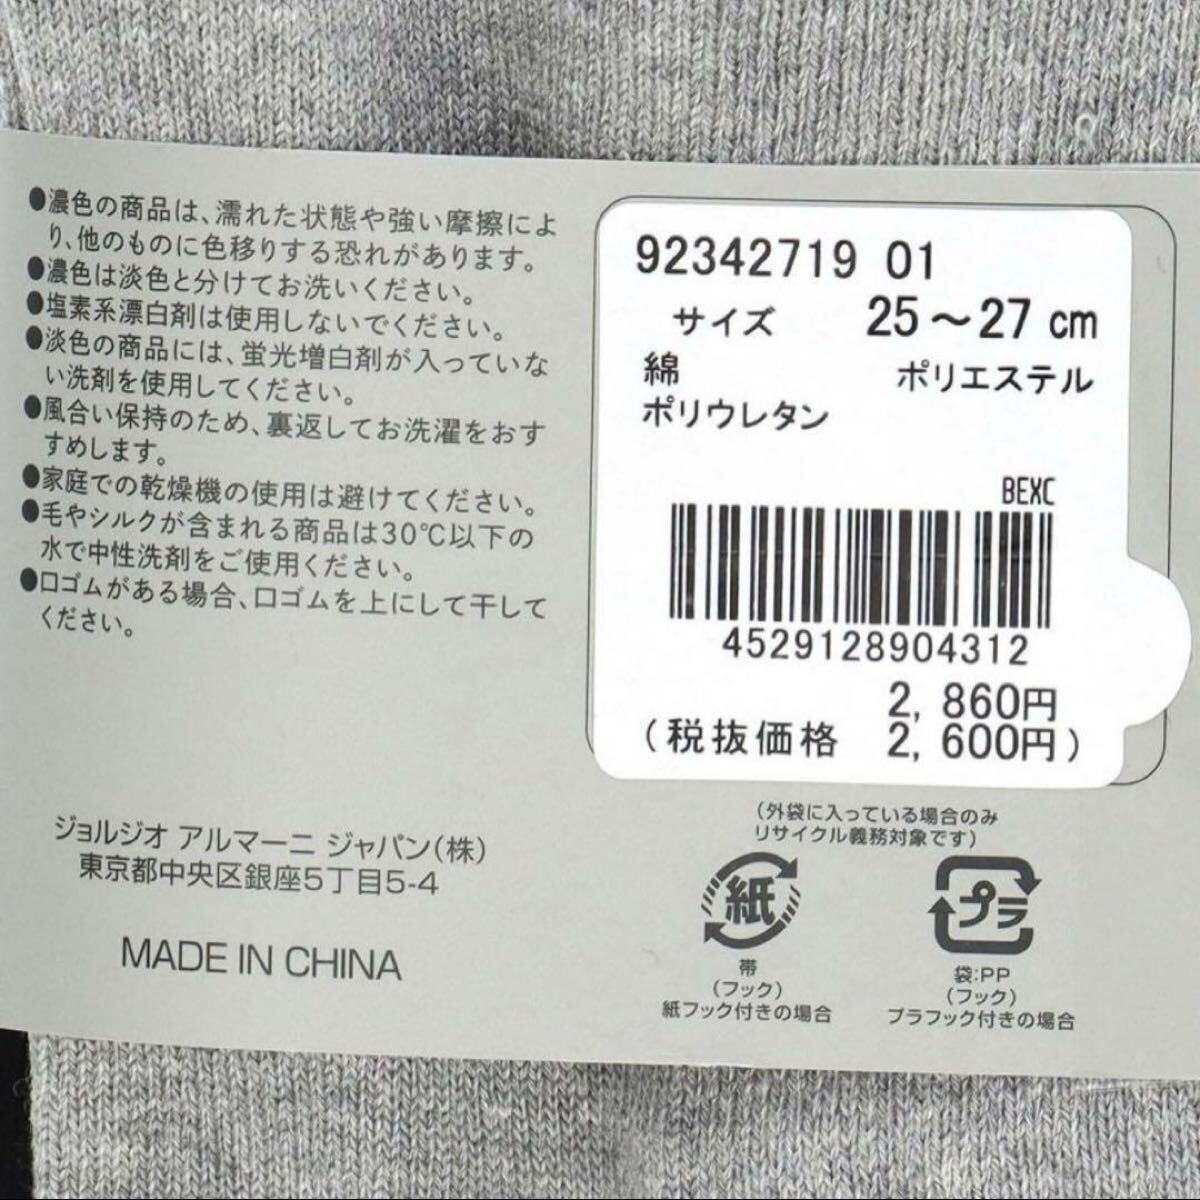 ●濃色の商品は、濡れた状態や強い摩擦によ
り、他のものに色移りする恐れがあります。
●濃色は淡色と分けてお洗いください。
●塩素系漂白剤は使用しないでください。
●淡色の商品には、蛍光増白剤が入っていな
い洗剤を使用してください。
●風合い保持のため、裏返してお洗濯をおす
すめします。
●家庭での乾燥機の使用は避けてください。
●毛やシルクが含まれる商品は30℃以下の
水で中性洗剤をご使用ください。
●口ゴムがある場合、口ゴムを上にして干して
ください。
ジョルジオ アルマーニ ジャパン(株)
東京都中央区銀座5丁目5-4
MADE IN CHINA
92342719 01
サイズ 25～27 cm
綿 ポリエステル
ポリウレタン
BEXC
4529128904312
2, 860円
(税抜価格 2, 600円)
(外袋に入っている場合のみ
リサイクル義務対象です)
紙
帯
(フック)
紙フック付きの場合
プラ
袋:PP
(フック)
プラフック付きの場合